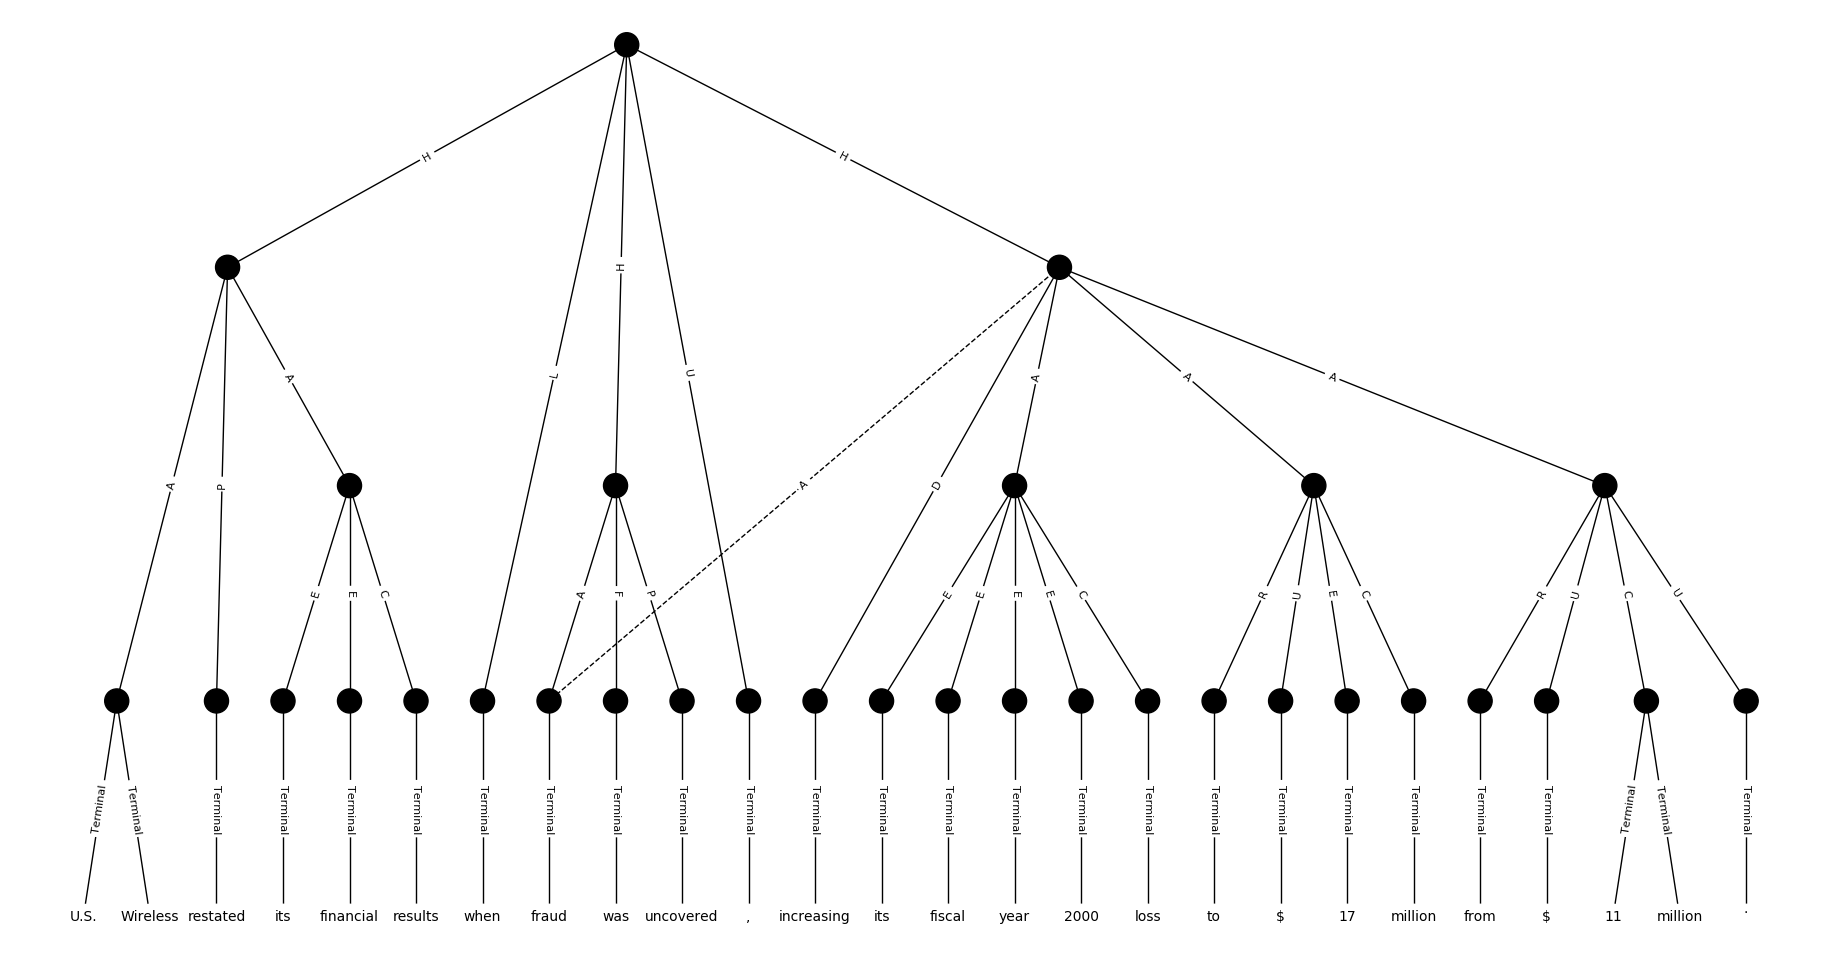 H H
H
L U A A A
A P A A D
E E C A F P E E E E C R U E C R U C U
Terminal Terminal Terminal Terminal Terminal Terminal Terminal Terminal Terminal Terminal Terminal Terminal Terminal Terminal Terminal Terminal Terminal Terminal Terminal Terminal Terminal Terminal Terminal Terminal Terminal Terminal
U.S. Wireless restated its financial results when fraud was uncovered , increasing its fiscal year 2000 loss to $ 17 million from $ 11 million .